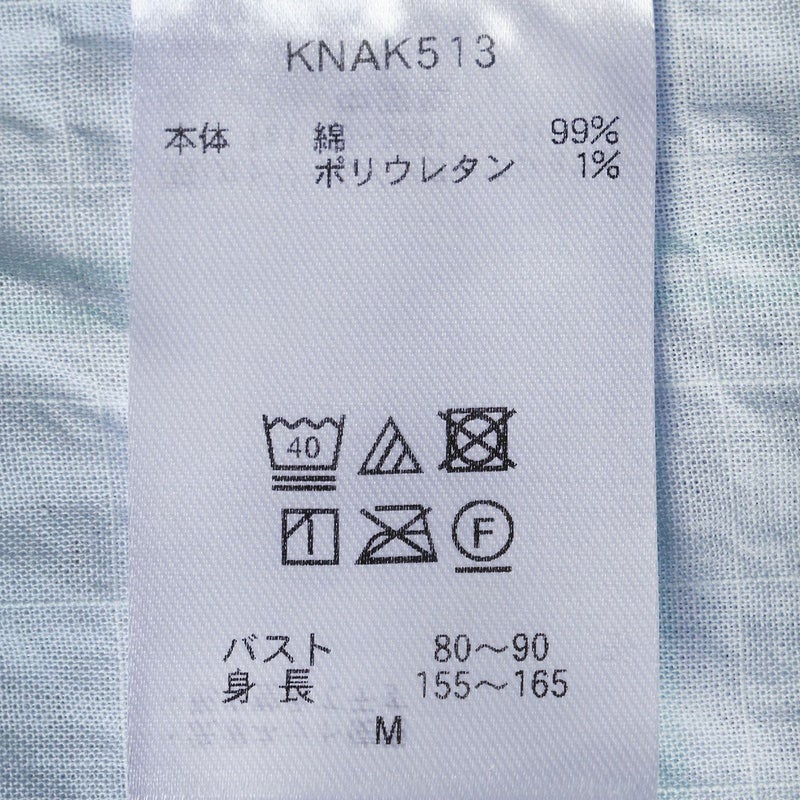 KNAK513
本体 綿 99%
ポリウレタン 1%
40
F
バスト 80～90
身長 155～165
M